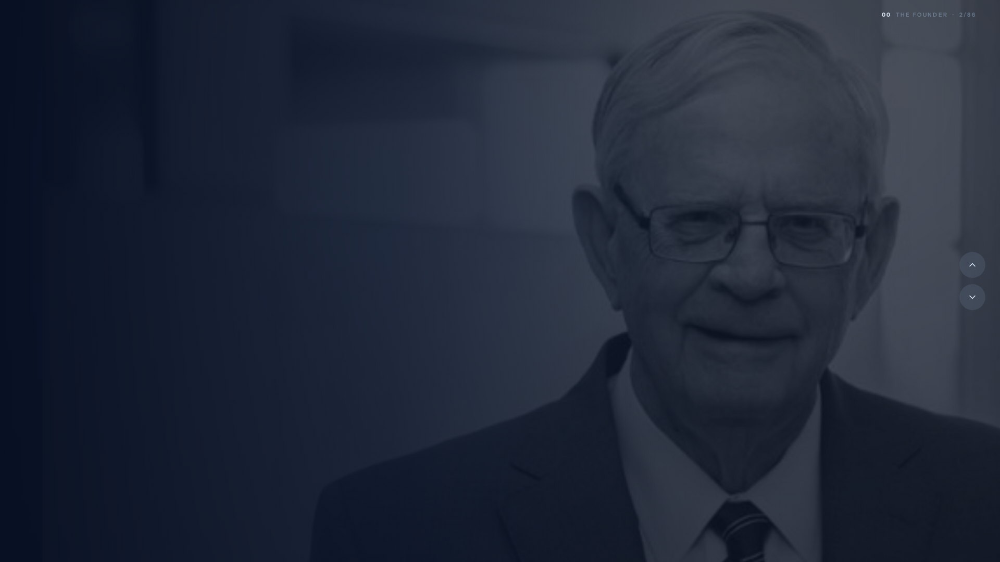 00 THE FOUNDER · 2/86